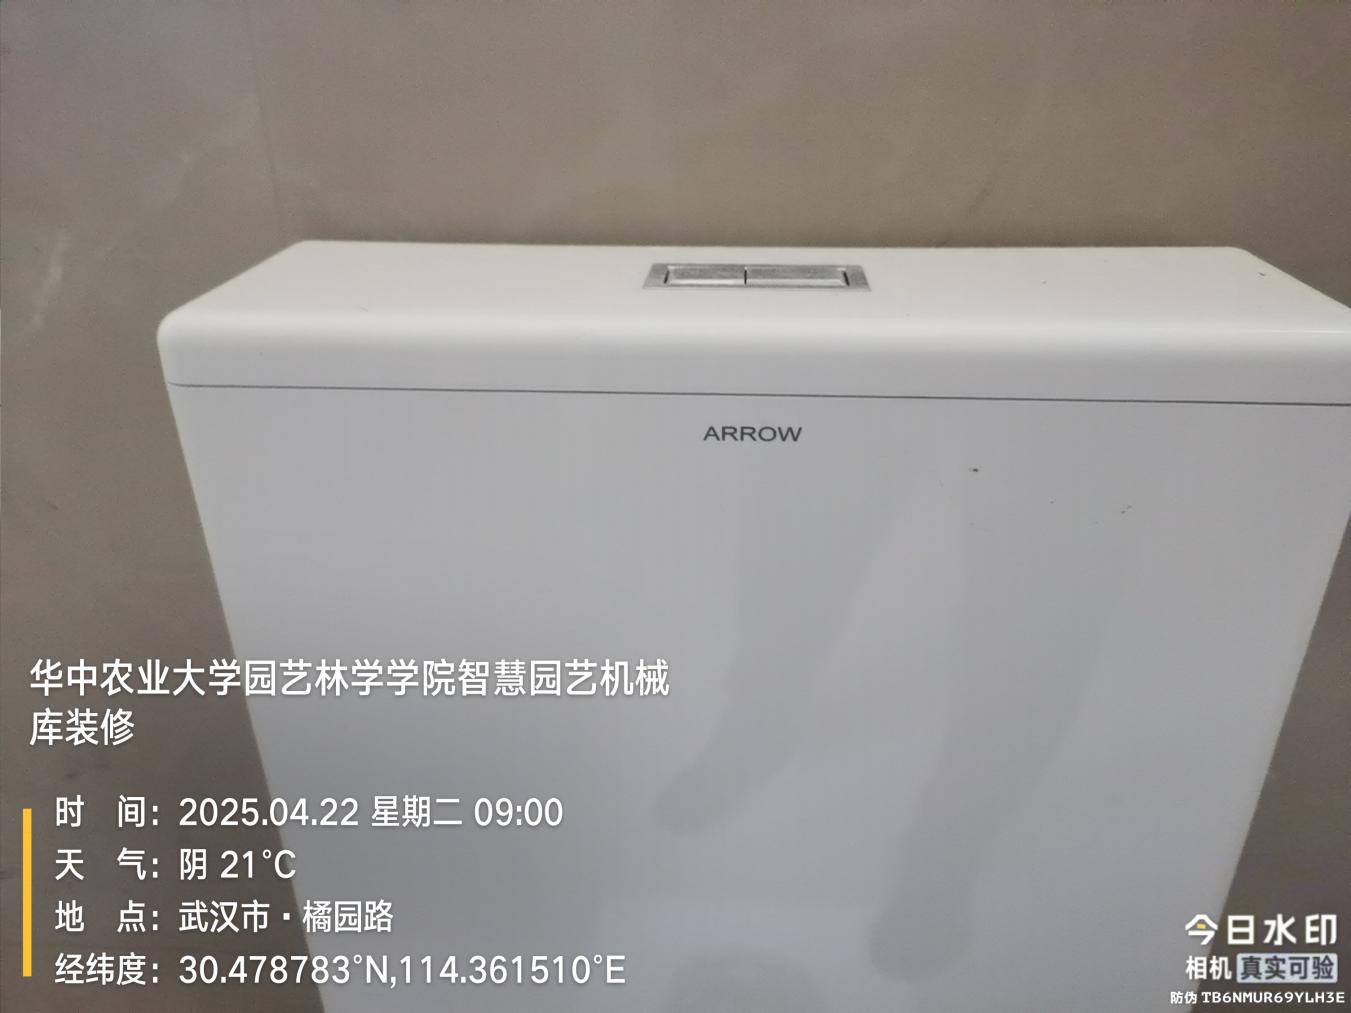 ARROW
华中农业大学园艺林学学院智慧园艺机械
库装修
时 间：2025.04.22 星期二 09:00
天 气：阴 21°C
地 点：武汉市·橘园路
经纬度：30.478783°N,114.361510°E
今日水印
相机 真实可验
防伪 TB6NMUR69YLH3E